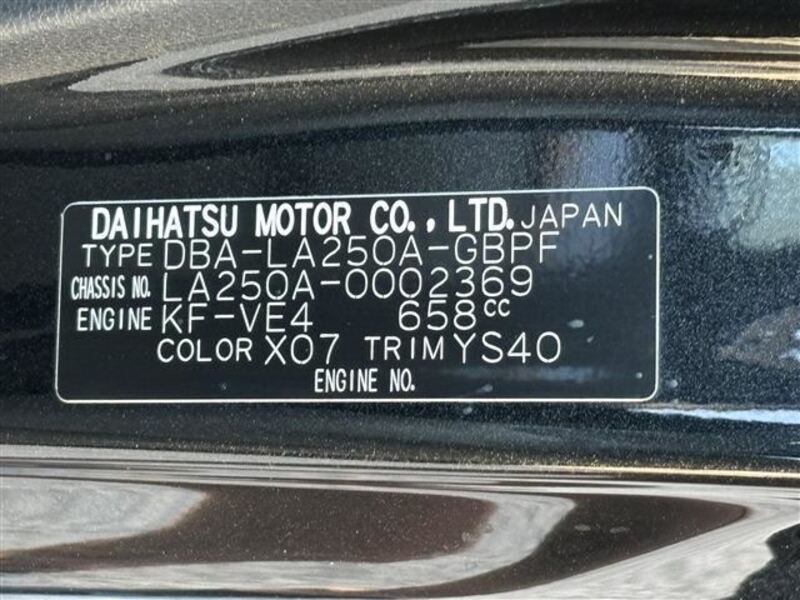 DAIHATSU MOTOR CO., LTD. JAPAN
TYPE DBA-LA250A-GBPF
CHASSIS NO. LA250A-0002369
ENGINE KF-VE4 658cc
COLOR X07 TRIM YS40
ENGINE NO.